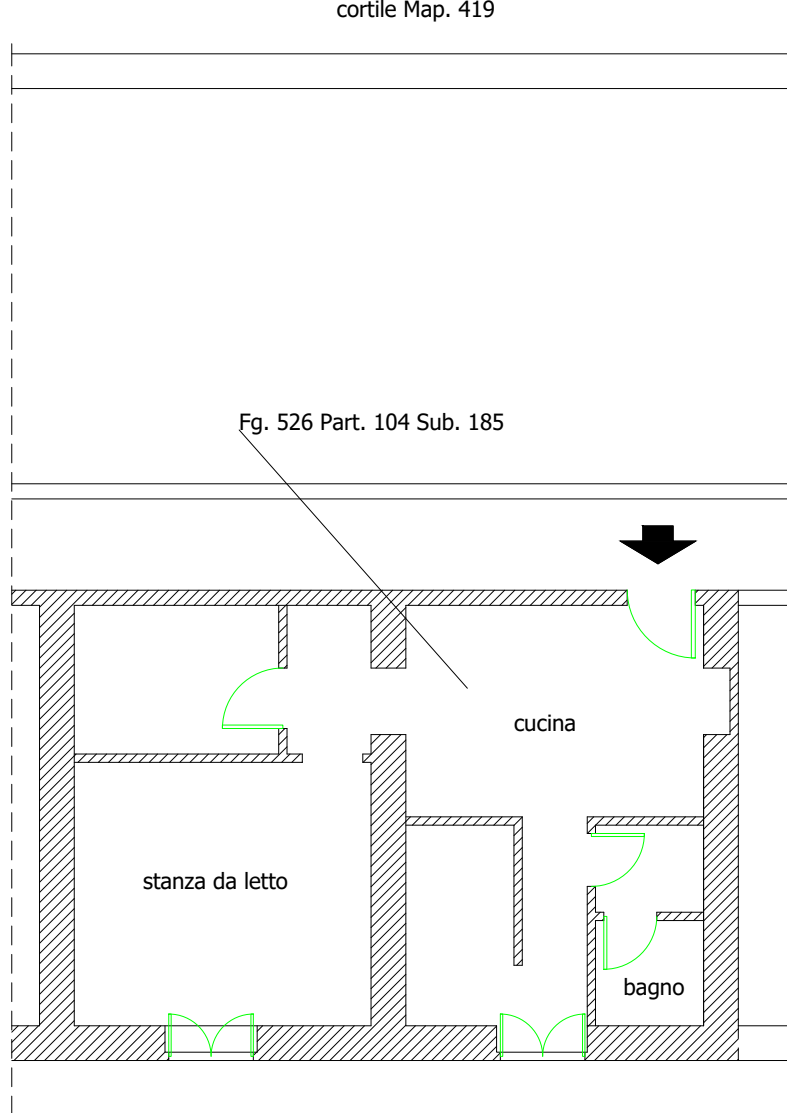 cortile Map. 419
Fg. 526 Part. 104 Sub. 185
cucina
stanza da letto
bagno